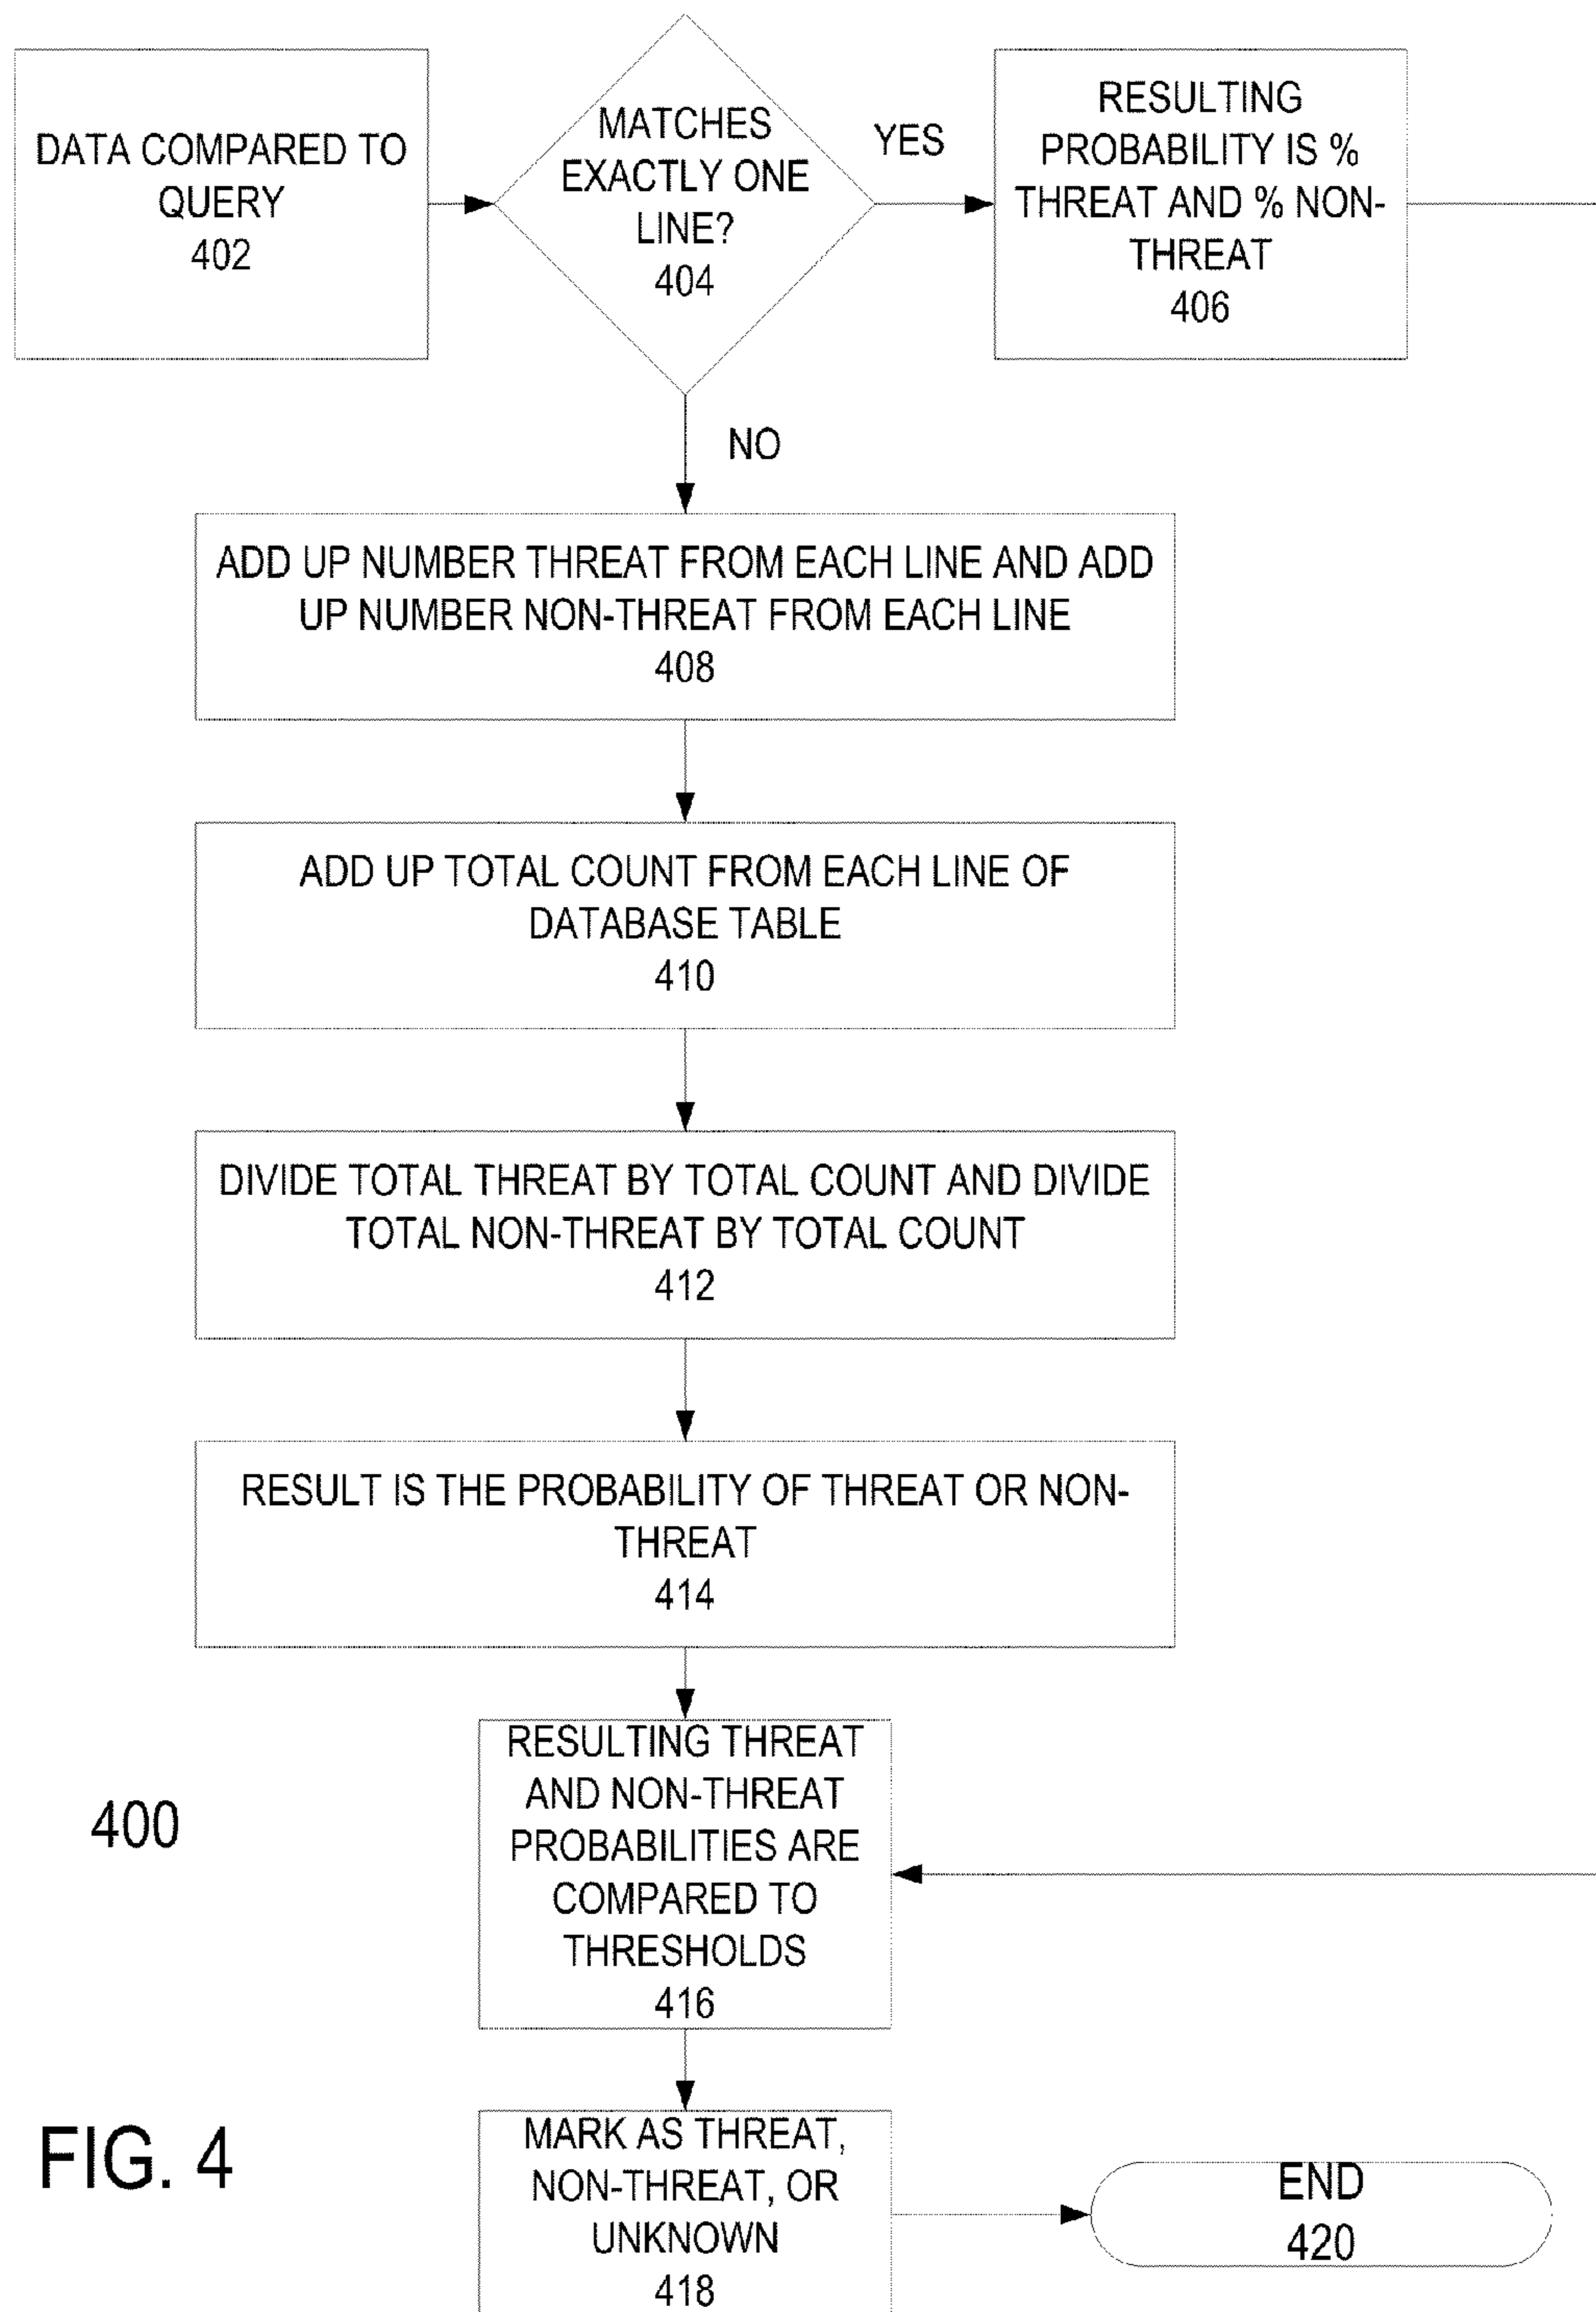 DATA COMPARED TO
QUERY
402
MATCHES
EXACTLY ONE
LINE?
404
YES
RESULTING
PROBABILITY IS %
THREAT AND % NON-
THREAT
406
NO
ADD UP NUMBER THREAT FROM EACH LINE AND ADD
UP NUMBER NON-THREAT FROM EACH LINE
408
ADD UP TOTAL COUNT FROM EACH LINE OF
DATABASE TABLE
410
DIVIDE TOTAL THREAT BY TOTAL COUNT AND DIVIDE
TOTAL NON-THREAT BY TOTAL COUNT
412
RESULT IS THE PROBABILITY OF THREAT OR NON-
THREAT
414
RESULTING THREAT
AND NON-THREAT
PROBABILITIES ARE
COMPARED TO
THRESHOLDS
416
400
MARK AS THREAT,
NON-THREAT, OR
UNKNOWN
418
END
420
FIG. 4